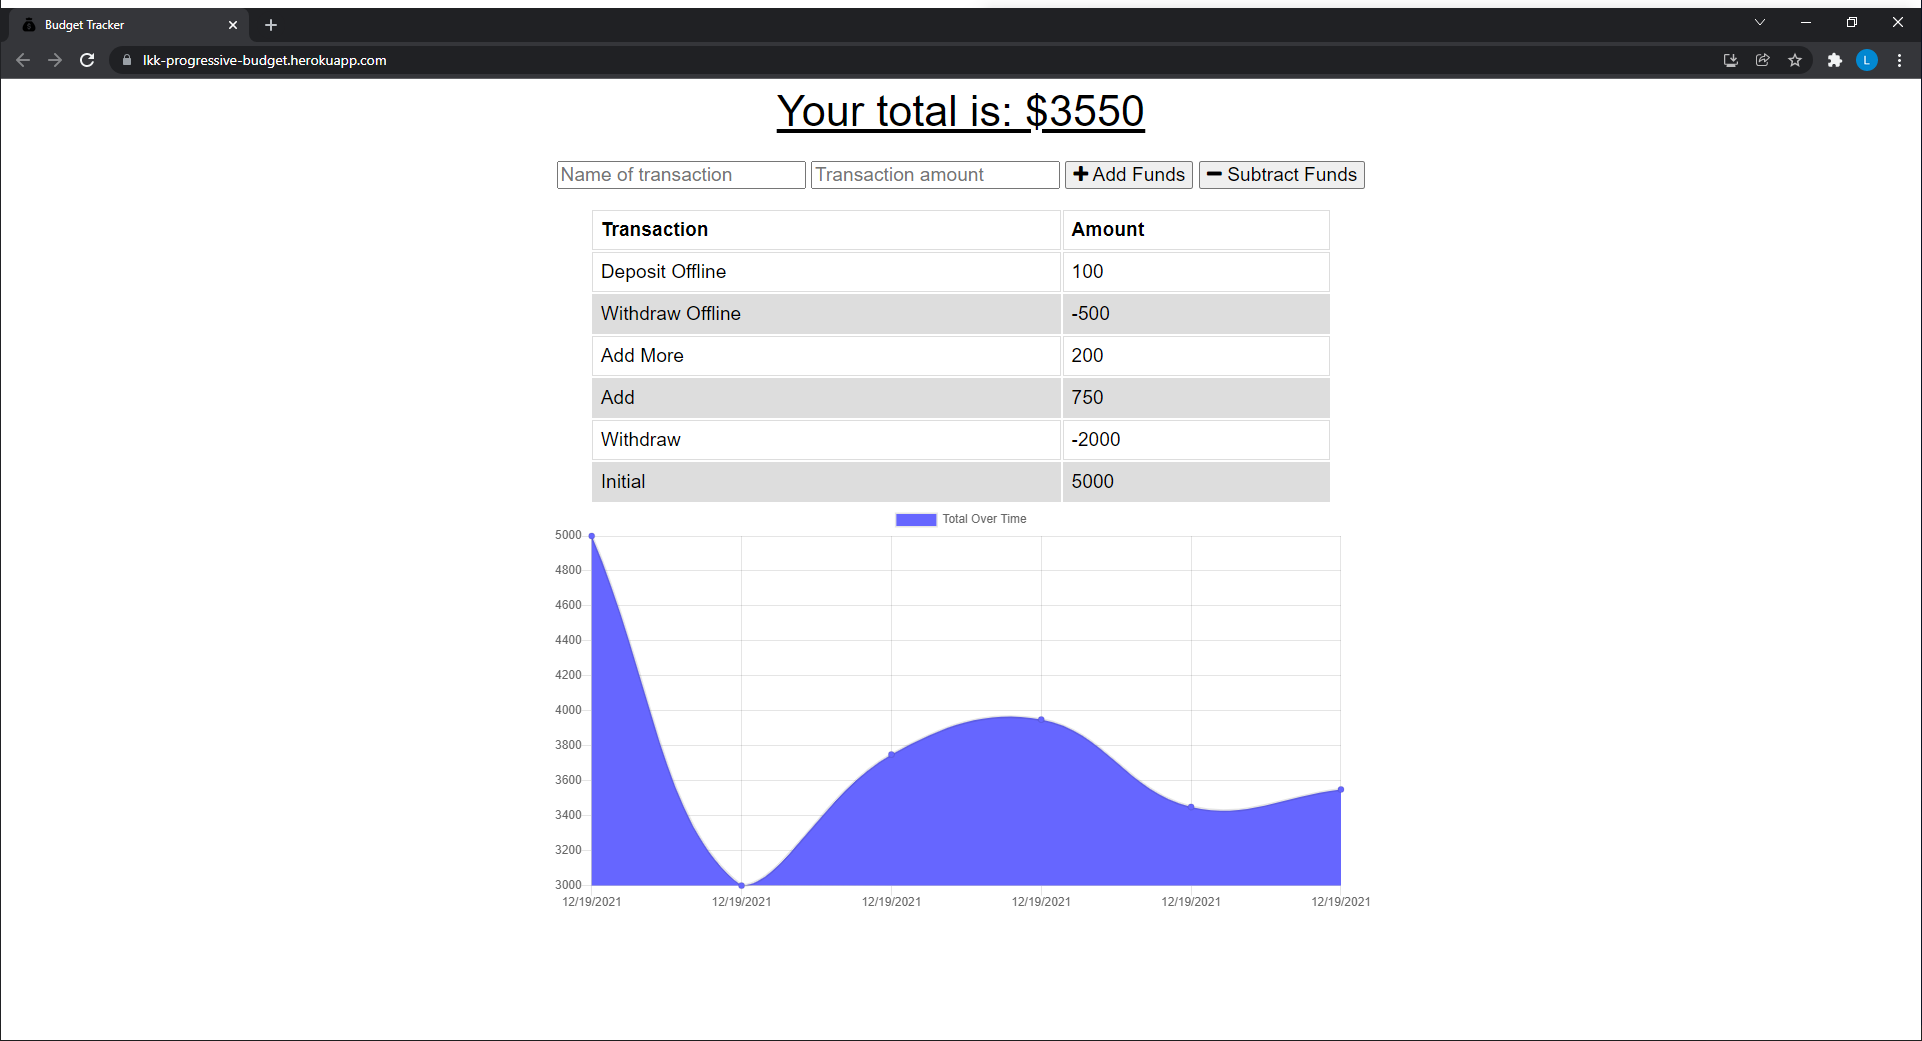 Budget Tracker
lkk-progressive-budget.herokuapp.com
L
Your total is: $3550
Name of transaction Transaction amount Add Funds Subtract Funds
Transaction Amount
Deposit Offline 100
Withdraw Offline -500
Add More 200
Add 750
Withdraw -2000
Initial 5000
Total Over Time
5000
4800
4600
4400
4200
4000
3800
3600
3400
3200
3000
12/19/2021 12/19/2021 12/19/2021 12/19/2021 12/19/2021 12/19/2021